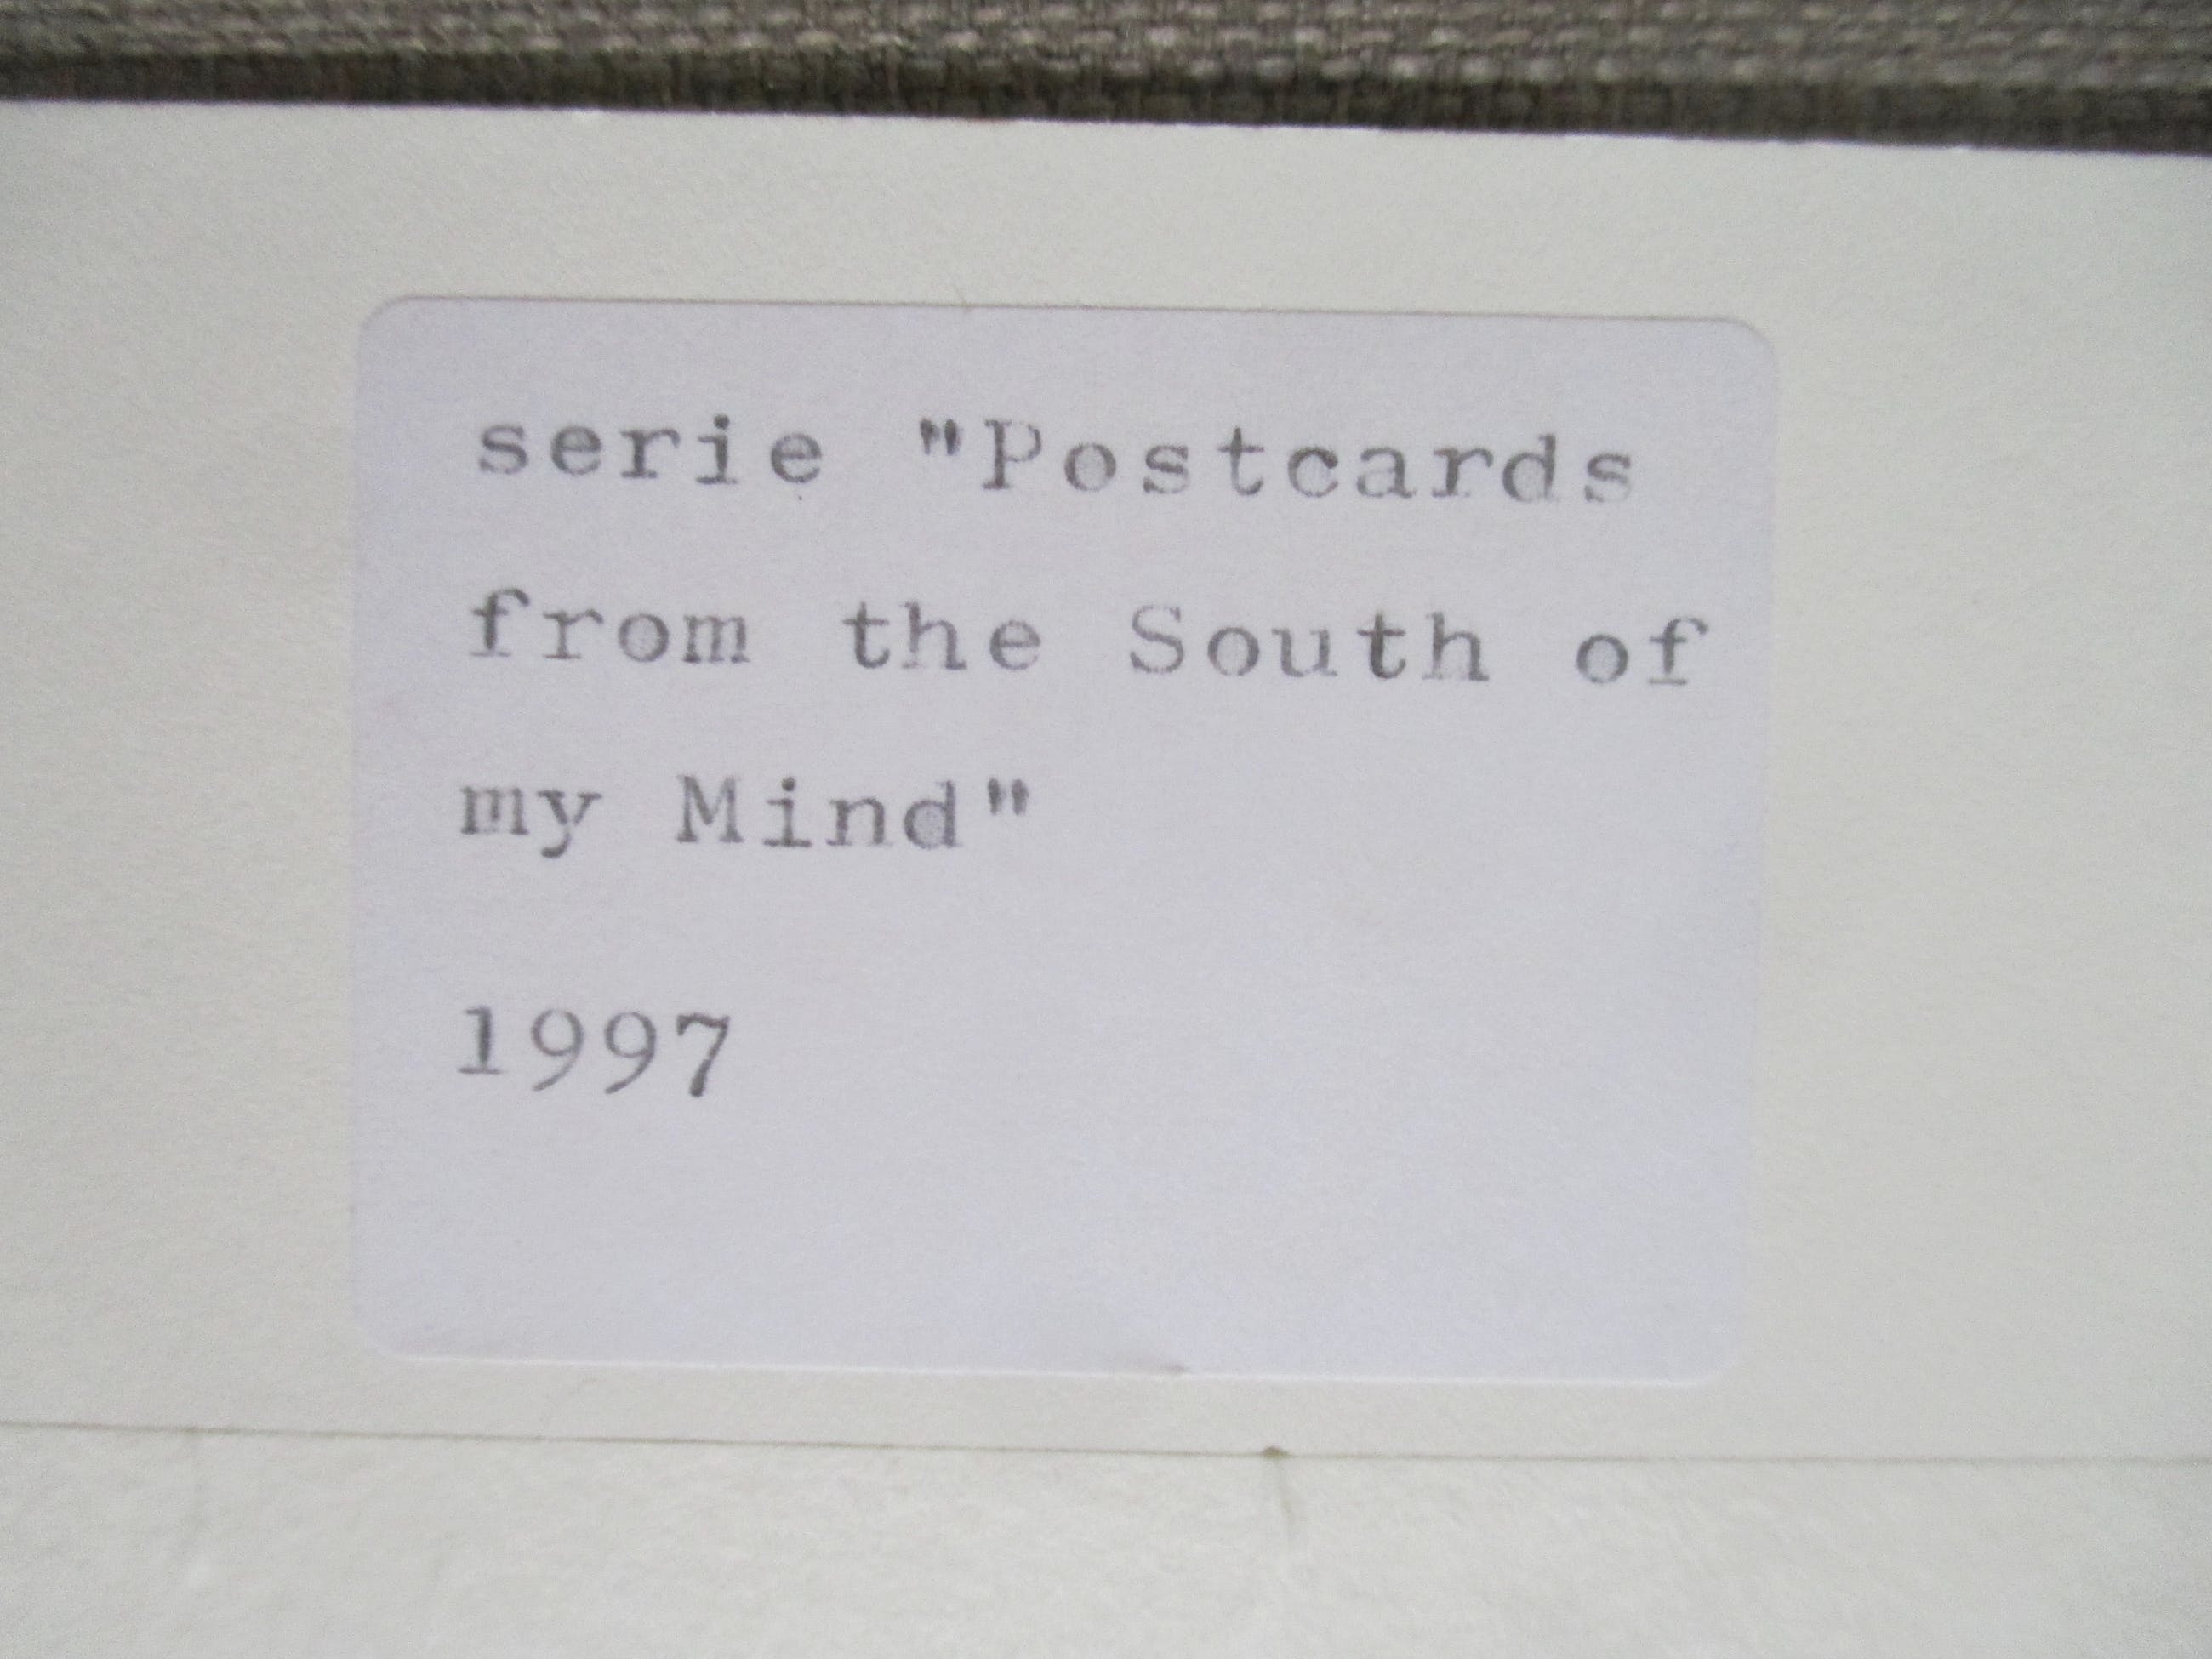 serie "Postcards
from the South of
my Mind"
1997